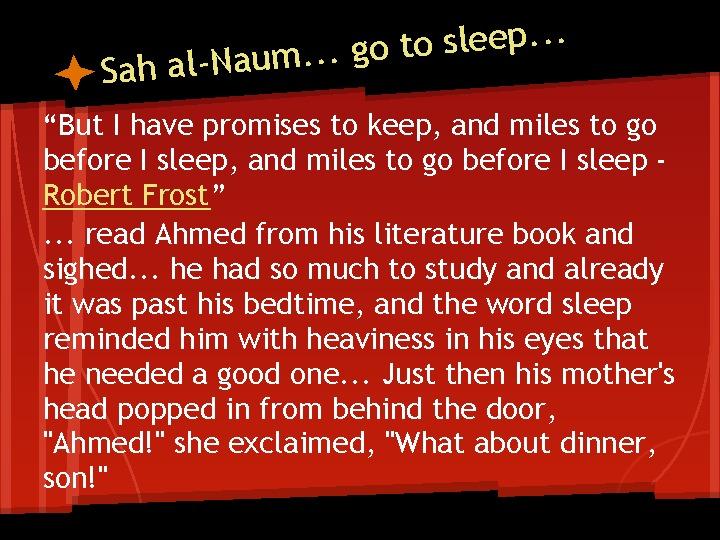 Sah al-Naum... go to sleep...
“But I have promises to keep, and miles to go
before I sleep, and miles to go before I sleep -
Robert Frost”
... read Ahmed from his literature book and
sighed... he had so much to study and already
it was past his bedtime, and the word sleep
reminded him with heaviness in his eyes that
he needed a good one... Just then his mother's
head popped in from behind the door,
"Ahmed!" she exclaimed, "What about dinner,
son!"